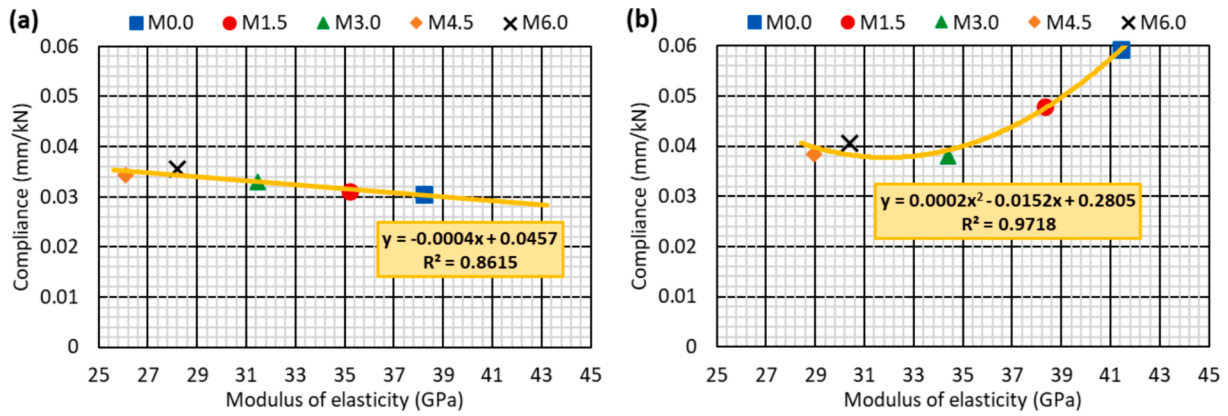 (a)
M0.0 M1.5 M3.0 M4.5 M6.0
Compliance (mm/kN)
0.06
0.05
0.04
0.03
0.02
0.01
0
y = -0.0004x + 0.0457
R² = 0.8615
25 27 29 31 33 35 37 39 41 43 45
Modulus of elasticity (GPa)
(b)
M0.0 M1.5 M3.0 M4.5 M6.0
Compliance (mm/kN)
0.06
0.05
0.04
0.03
0.02
0.01
0
y = 0.0002x² - 0.0152x + 0.2805
R² = 0.9718
25 27 29 31 33 35 37 39 41 43 45
Modulus of elasticity (GPa)